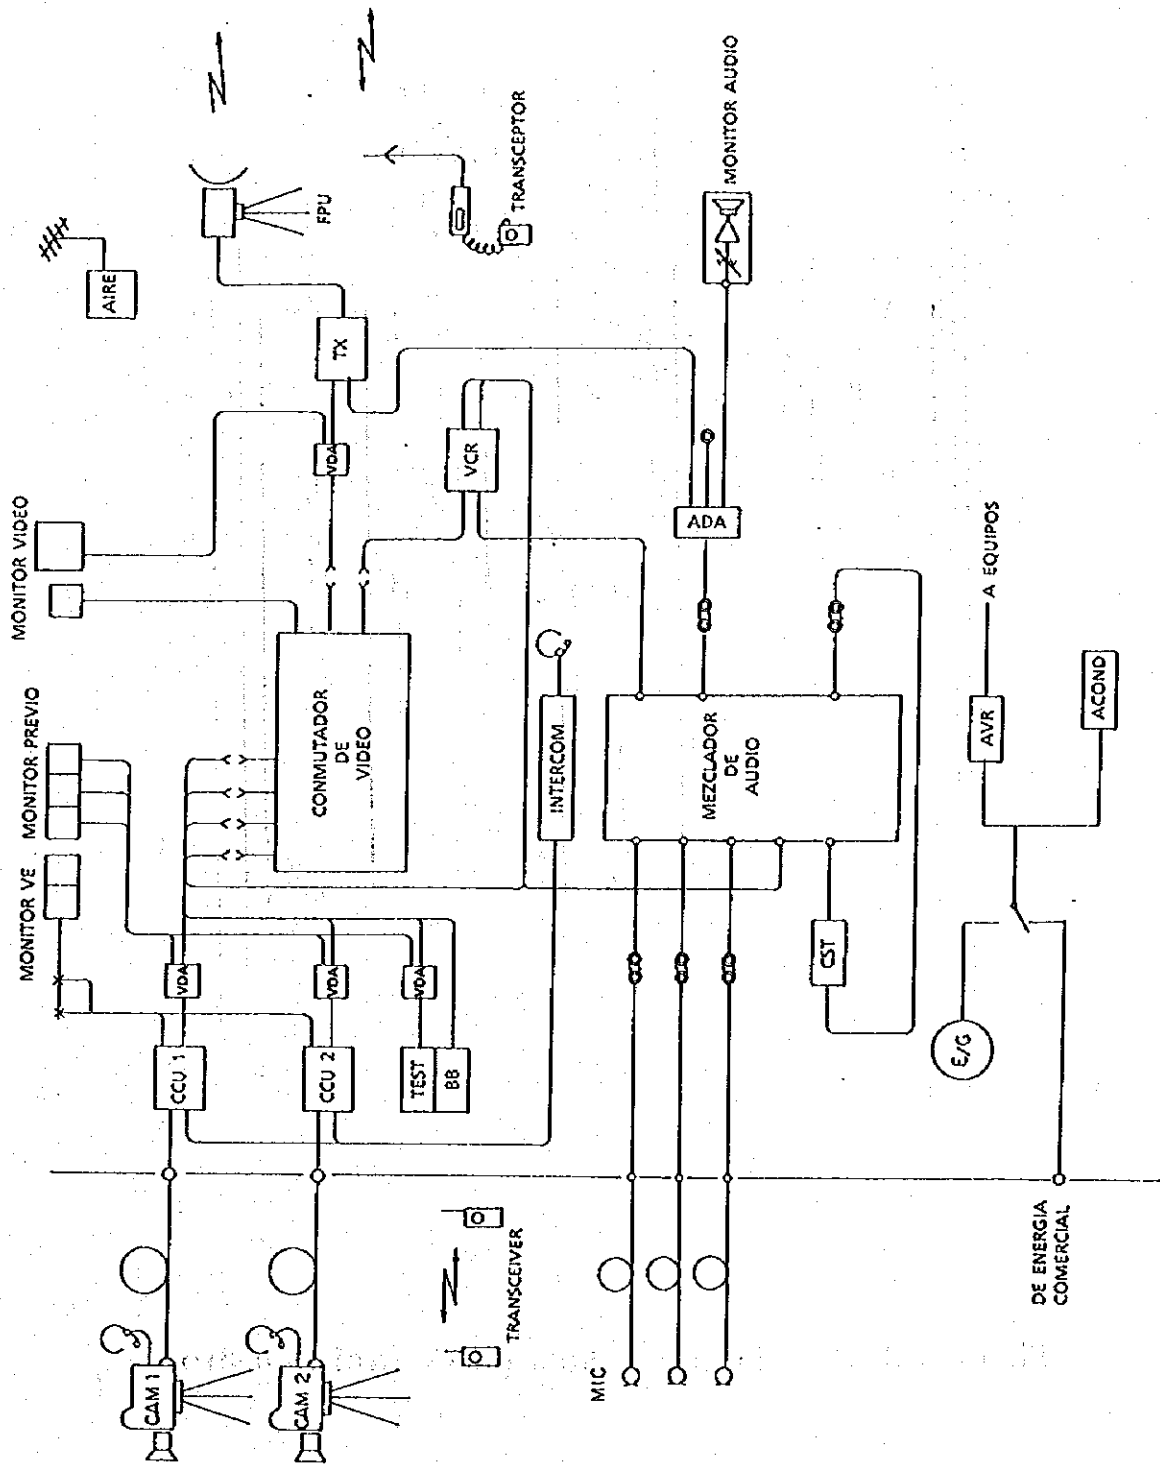 MONITOR VE
MONITOR PREVIO
MONITOR VIDEO
AIRE
CAM 1
CCU 1
VDA
CAM 2
CCU 2
VDA
CONMUTADOR
DE
VIDEO
VDA
TX
FPU
TEST
BB
VDA
VCR
TRANSCEIVER
TRANSCEPTOR
INTERCOM.
MIC
MEZCLADOR
DE
AUDIO
ADA
MONITOR AUDIO
CST
E/G
AVR
A EQUIPOS
DE ENERGIA
COMERCIAL
ACOND